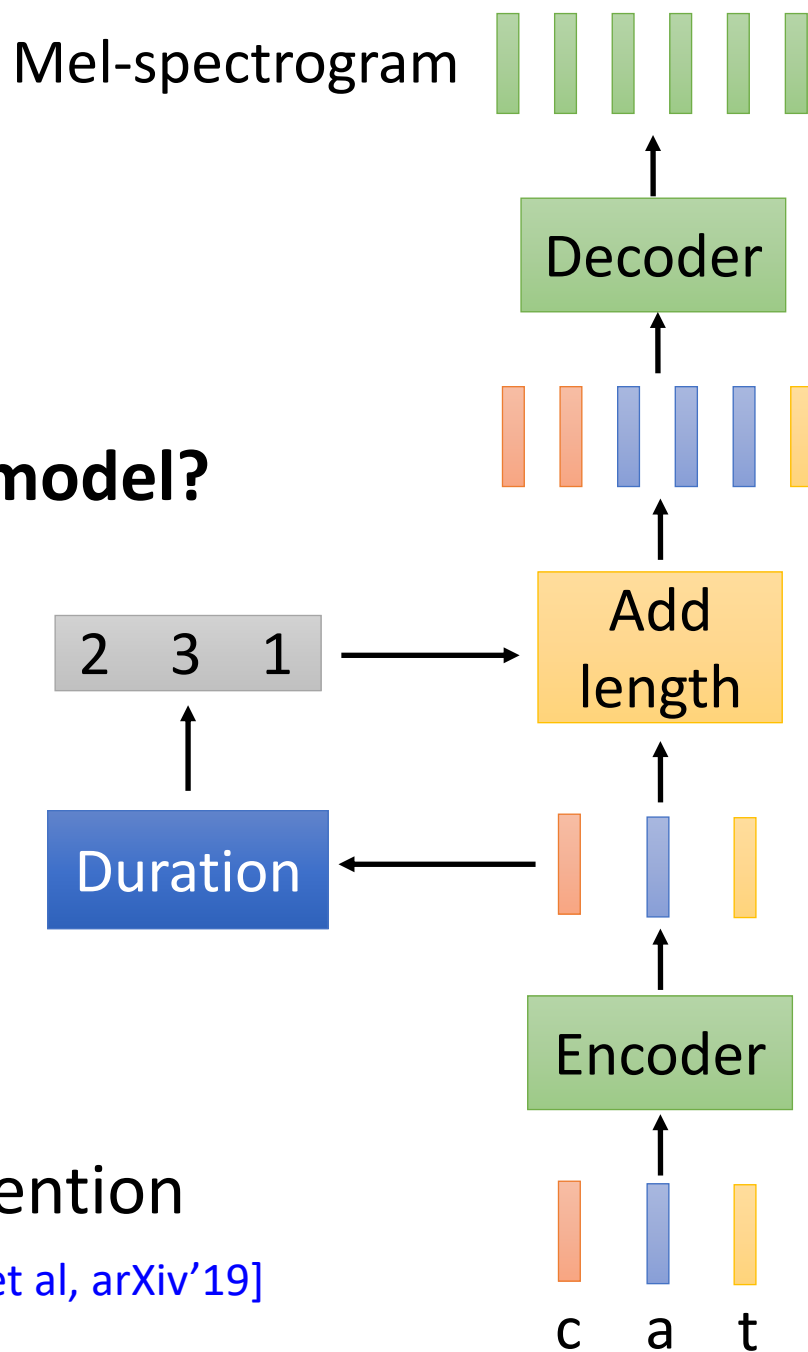 Mel-spectrogram
Decoder
model?
Add
length
2 3 1
Duration
Encoder
ention
et al, arXiv’19]
c a t